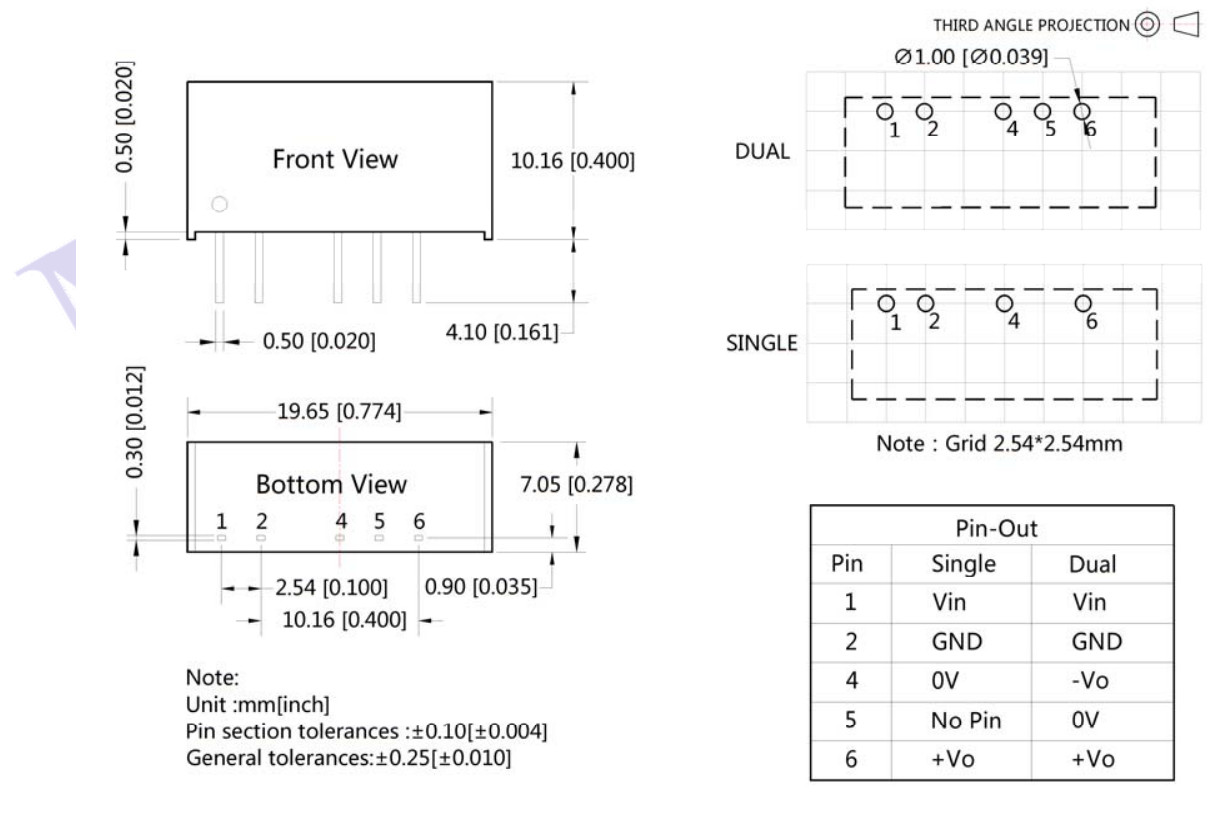 THIRD ANGLE PROJECTION
0.50 [0.020]
Front View
10.16 [0.400]
0.50 [0.020]
4.10 [0.161]
0.30 [0.012]
19.65 [0.774]
Bottom View
7.05 [0.278]
1 2 4 5 6
2.54 [0.100]
0.90 [0.035]
10.16 [0.400]
Note:
Unit :mm[inch]
Pin section tolerances :±0.10[±0.004]
General tolerances:±0.25[±0.010]
Ø1.00 [Ø0.039]
DUAL
1 2 4 5 6
SINGLE
1 2 4 6
Note : Grid 2.54*2.54mm
Pin-Out
Pin Single Dual
1 Vin Vin
2 GND GND
4 0V -Vo
5 No Pin 0V
6 +Vo +Vo